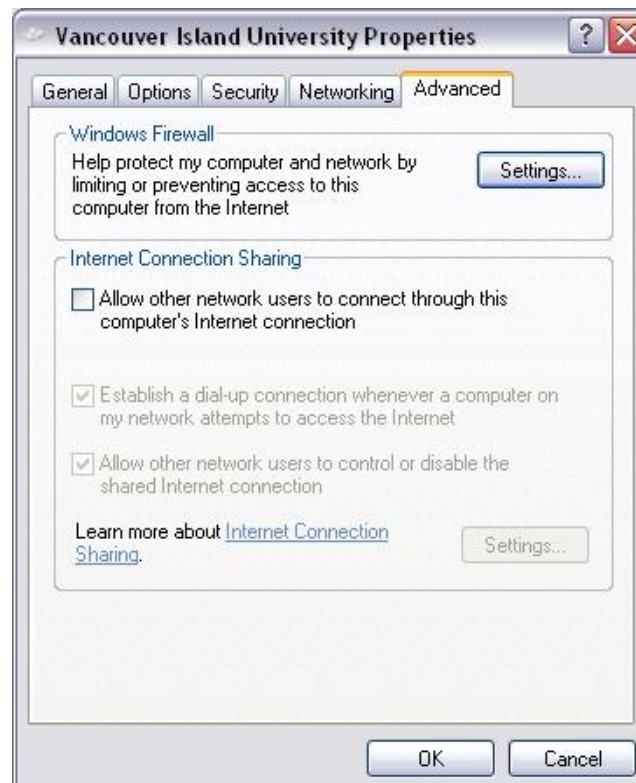 Vancouver Island University Properties
?
General Options Security Networking Advanced
Windows Firewall
Help protect my computer and network by
limiting or preventing access to this
computer from the Internet
Settings...
Internet Connection Sharing
Allow other network users to connect through this
computer's Internet connection
Establish a dial-up connection whenever a computer on
my network attempts to access the Internet
Allow other network users to control or disable the
shared Internet connection
Learn more about Internet Connection
Sharing.
Settings...
OK Cancel